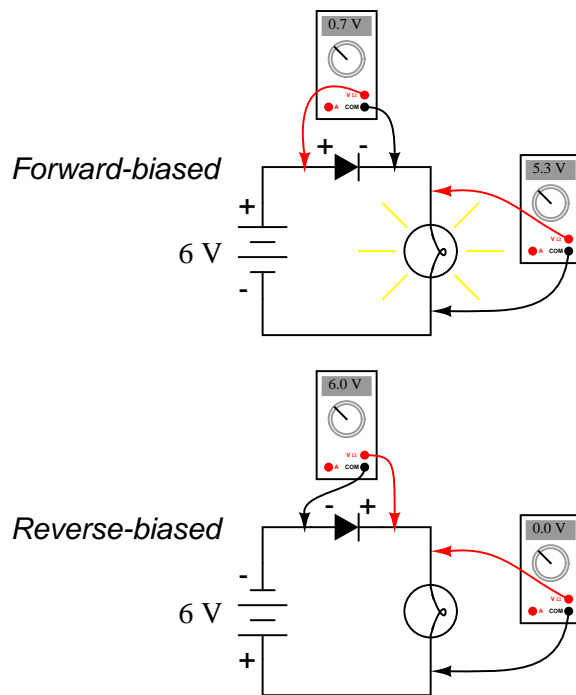 0.7 V
V Ω
A COM
+ -
Forward-biased
5.3 V
+
6 V
V Ω
A COM
-
6.0 V
V Ω
A COM
- +
Reverse-biased
0.0 V
-
6 V
V Ω
A COM
+